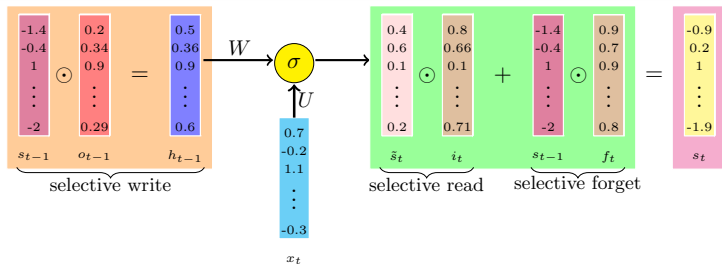 -1.4 0.2 0.5 W σ 0.4 0.8 -1.4 0.9 -0.9
-0.4 0.34 0.36 0.6 0.66 -0.4 0.7 0.2
1 ⊙ 0.9 = 0.9 0.1 ⊙ 0.1 + 1 ⊙ 0.9 = 1
⋮ ⋮ ⋮ U ⋮ ⋮ ⋮ ⋮ ⋮
-2 0.29 0.6 0.2 0.71 -2 0.8 -1.9
s_{t−1} o_{t−1} h_{t−1} s̃_t i_t s_{t−1} f_t s_t
selective write selective read selective forget
0.7
-0.2
1.1
⋮
-0.3
x_t